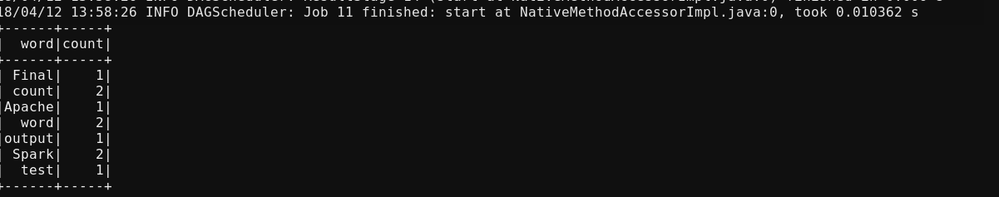 18/04/12 13:58:26 INFO DAGScheduler: Job 11 finished: start at NativeMethodAccessorImpl.java:0, took 0.010362 s
+------+-----+
|  word|count|
+------+-----+
| Final|    1|
| count|    2|
|Apache|    1|
|  word|    2|
|output|    1|
| Spark|    2|
|  test|    1|
+------+-----+